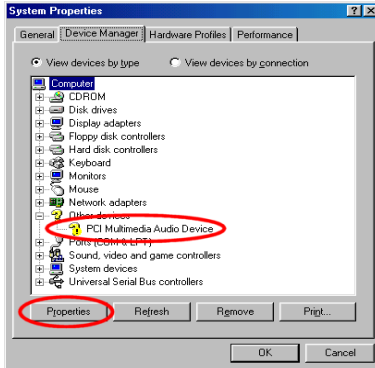 System Properties
General Device Manager Hardware Profiles Performance
View devices by type View devices by connection
Computer
CDROM
Disk drives
Display adapters
Floppy disk controllers
Hard disk controllers
Keyboard
Monitors
Mouse
Network adapters
Other devices
PCI Multimedia Audio Device
Ports (COM & LPT)
Sound, video and game controllers
System devices
Universal Serial Bus controllers
Properties Refresh Remove Print...
OK Cancel